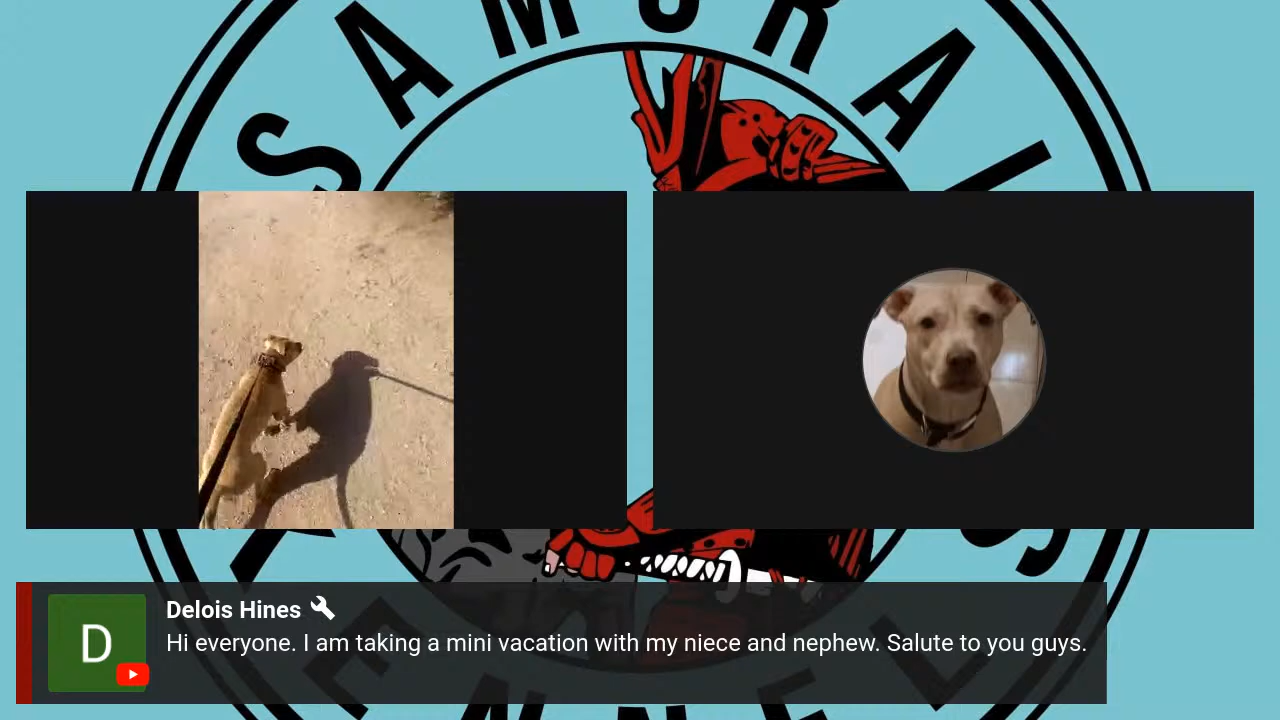 SAMURAI
Delois Hines
D
Hi everyone. I am taking a mini vacation with my niece and nephew. Salute to you guys.